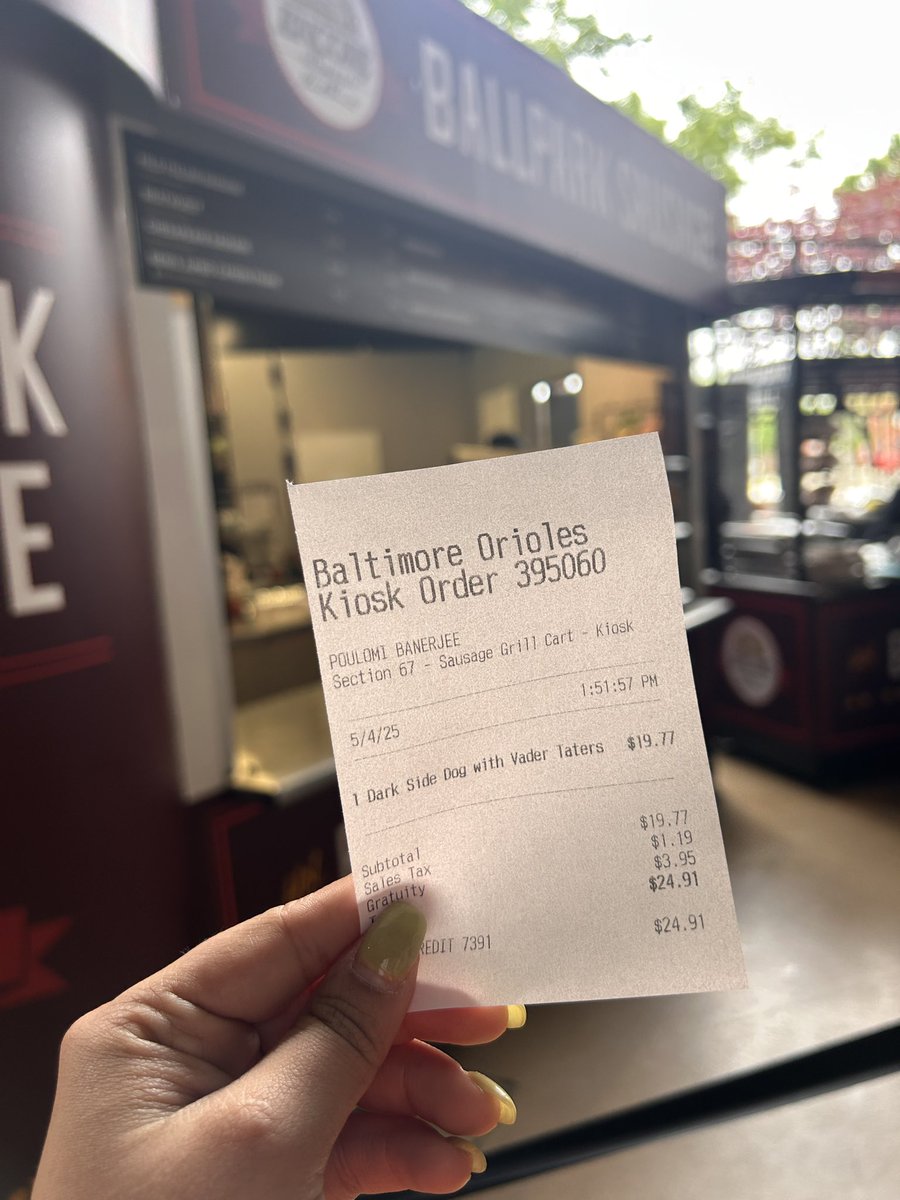 BALLPARK SAUSAGE
K
E
Baltimore Orioles
Kiosk Order 395060
POULOMI BANERJEE
Section 67 - Sausage Grill Cart - Kiosk
5/4/25 1:51:57 PM
1 Dark Side Dog with Vader Taters $19.77
Subtotal $19.77
Sales Tax $1.19
Gratuity $3.95
$24.91
REDIT 7391 $24.91